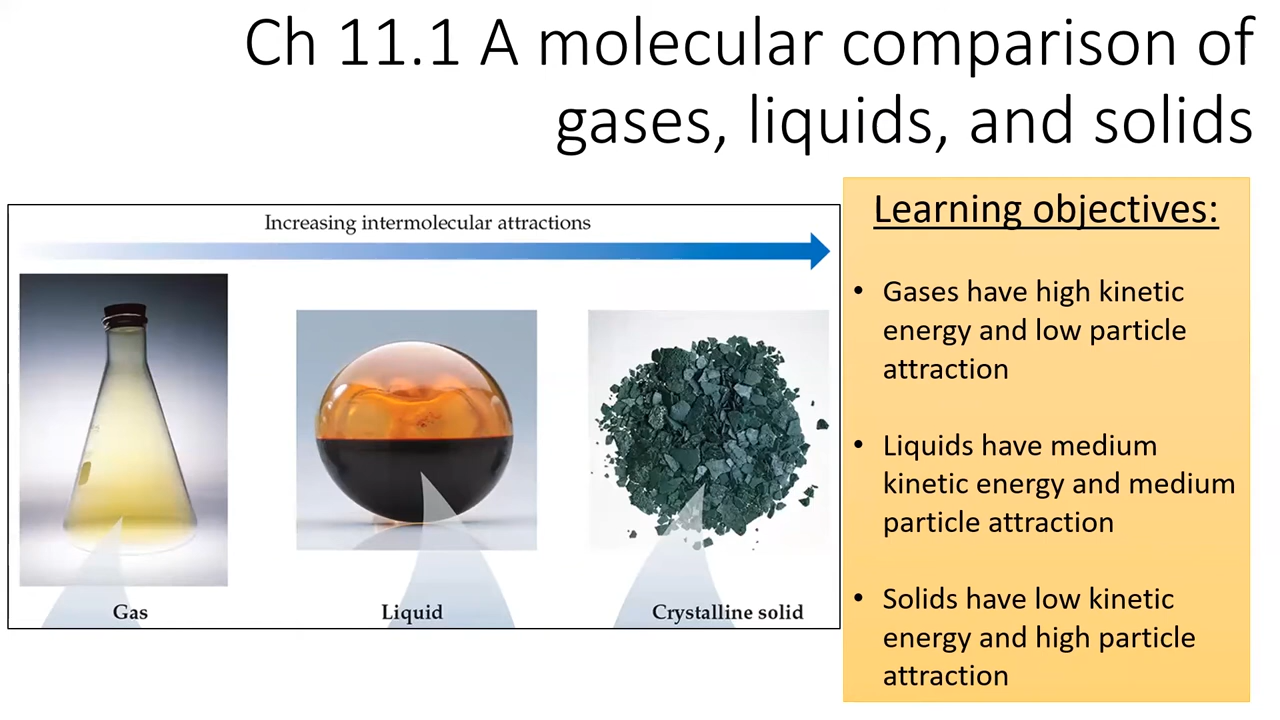 Ch 11.1 A molecular comparison of
gases, liquids, and solids
Increasing intermolecular attractions
Gas
Liquid
Crystalline solid
Learning objectives:
• Gases have high kinetic
energy and low particle
attraction
• Liquids have medium
kinetic energy and medium
particle attraction
• Solids have low kinetic
energy and high particle
attraction